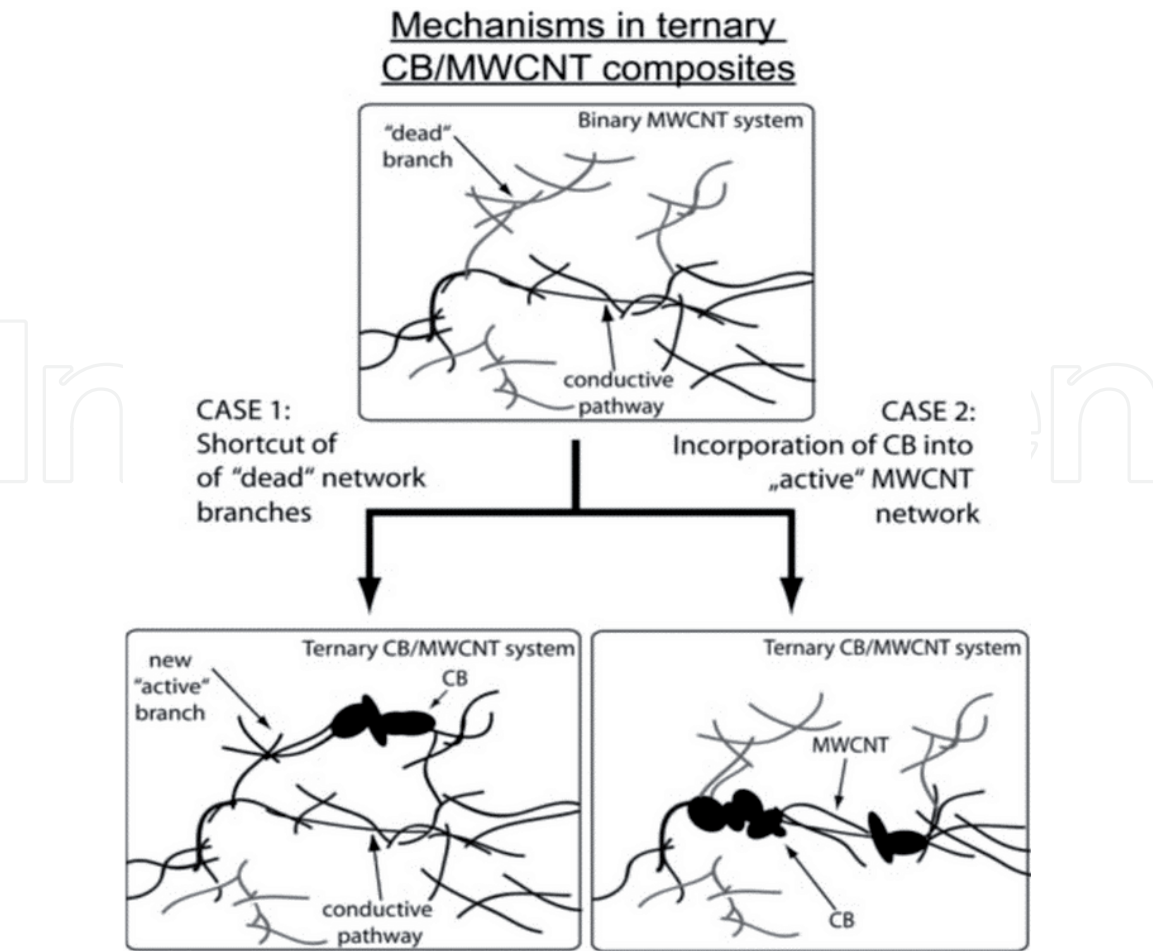 Mechanisms in ternary
CB/MWCNT composites
Binary MWCNT system
"dead“
branch
conductive
pathway
CASE 1:
Shortcut of
of “dead“ network
branches
CASE 2:
Incorporation of CB into
„active“ MWCNT
network
Ternary CB/MWCNT system
new
"active“
branch
CB
conductive
pathway
Ternary CB/MWCNT system
MWCNT
CB